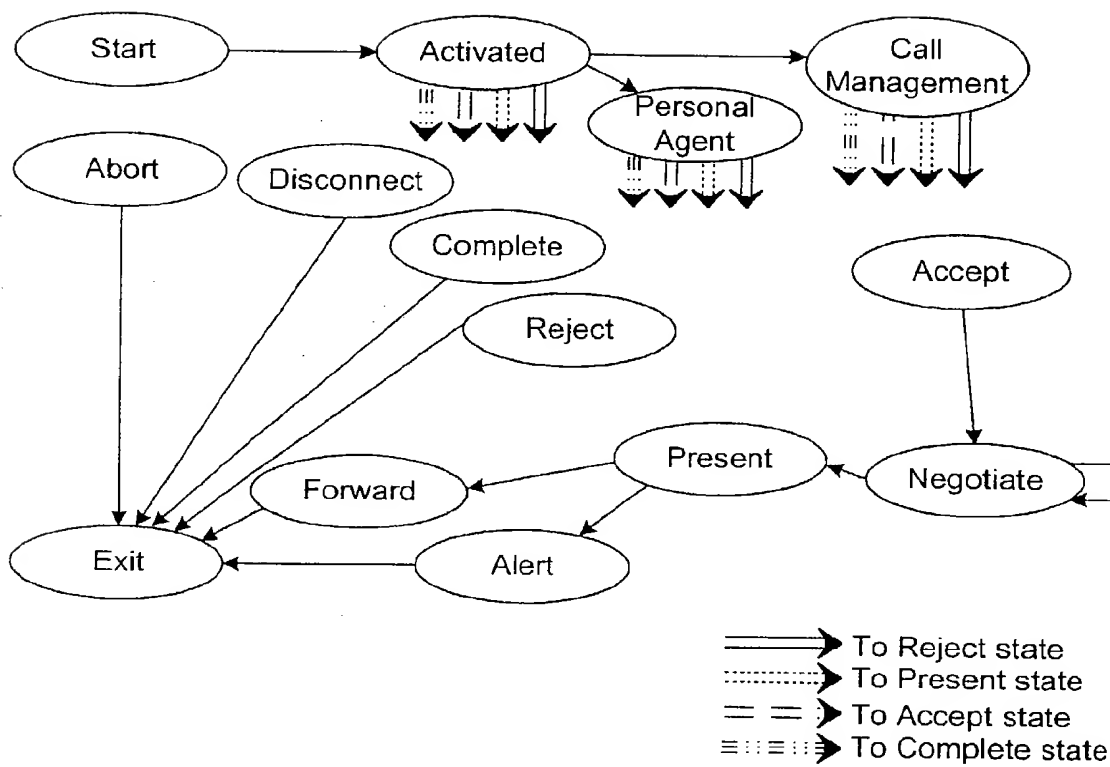 Start
Activated
Call
Management
Personal
Agent
Abort
Disconnect
Complete
Accept
Reject
Present
Negotiate
Forward
Exit
Alert
To Reject state
To Present state
To Accept state
To Complete state